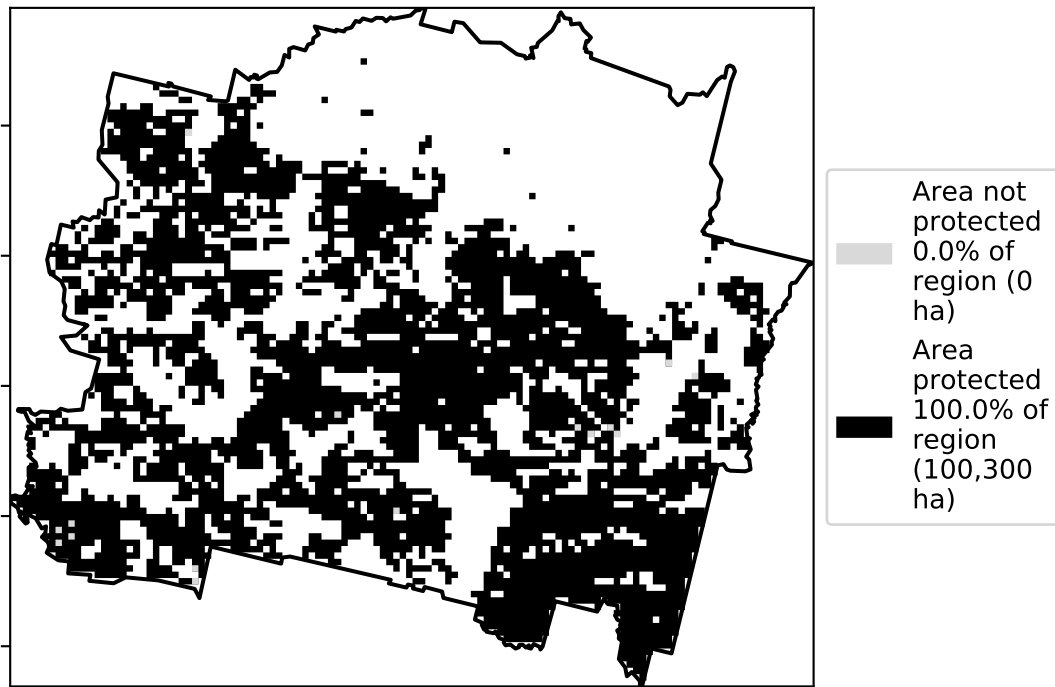 Area not
protected
0.0% of
region (0
ha)
Area
protected
100.0% of
region
(100,300
ha)